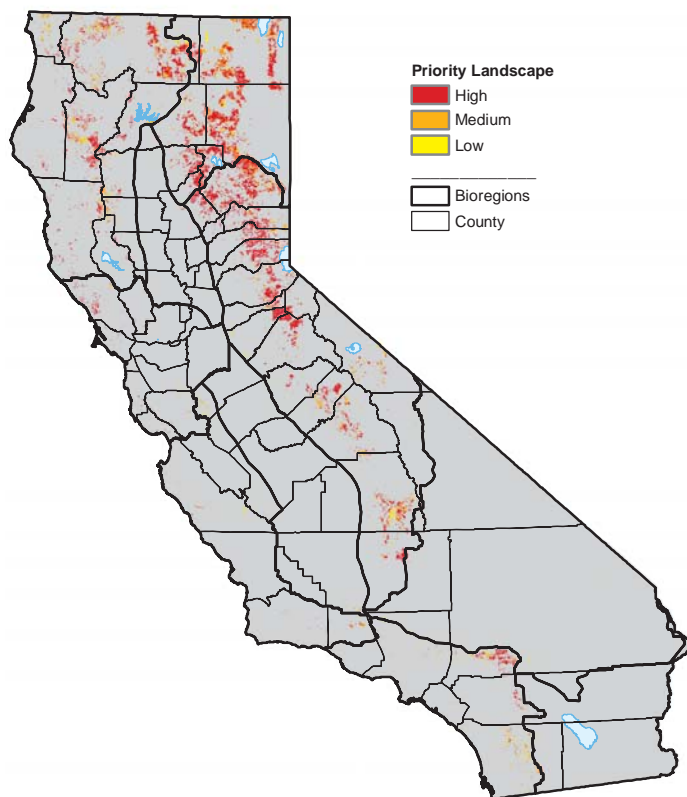 Priority Landscape
High
Medium
Low
Bioregions
County